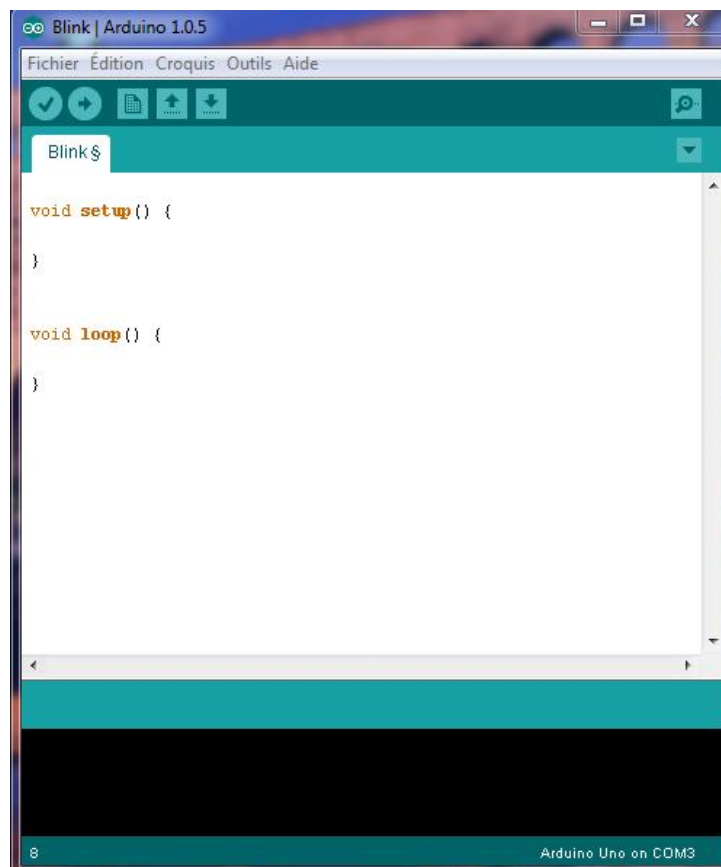 Blink | Arduino 1.0.5
Fichier Édition Croquis Outils Aide
Blink §
void setup() {
}
void loop() {
}
8 Arduino Uno on COM3